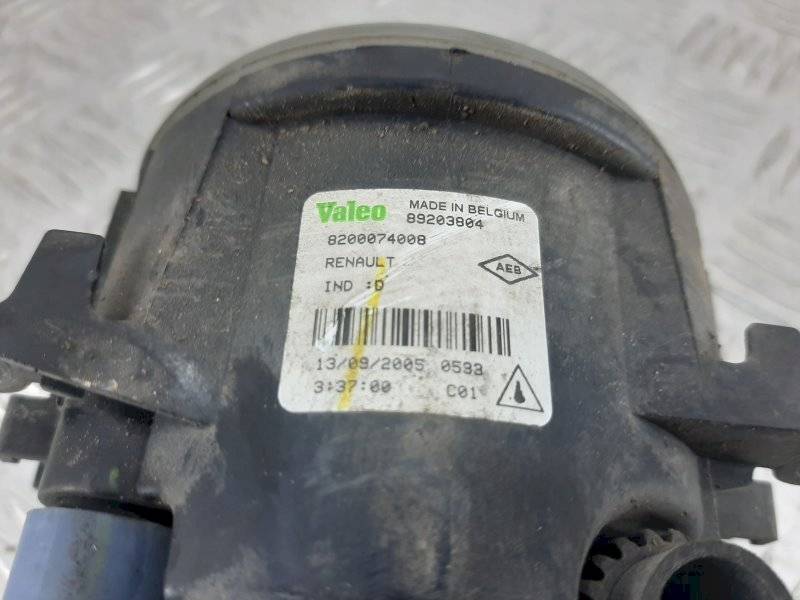 Valeo MADE IN BELGIUM
89203804
8200074008
RENAULT
AEB
IND :D
13/09/2005 0533
3:37:00 C01